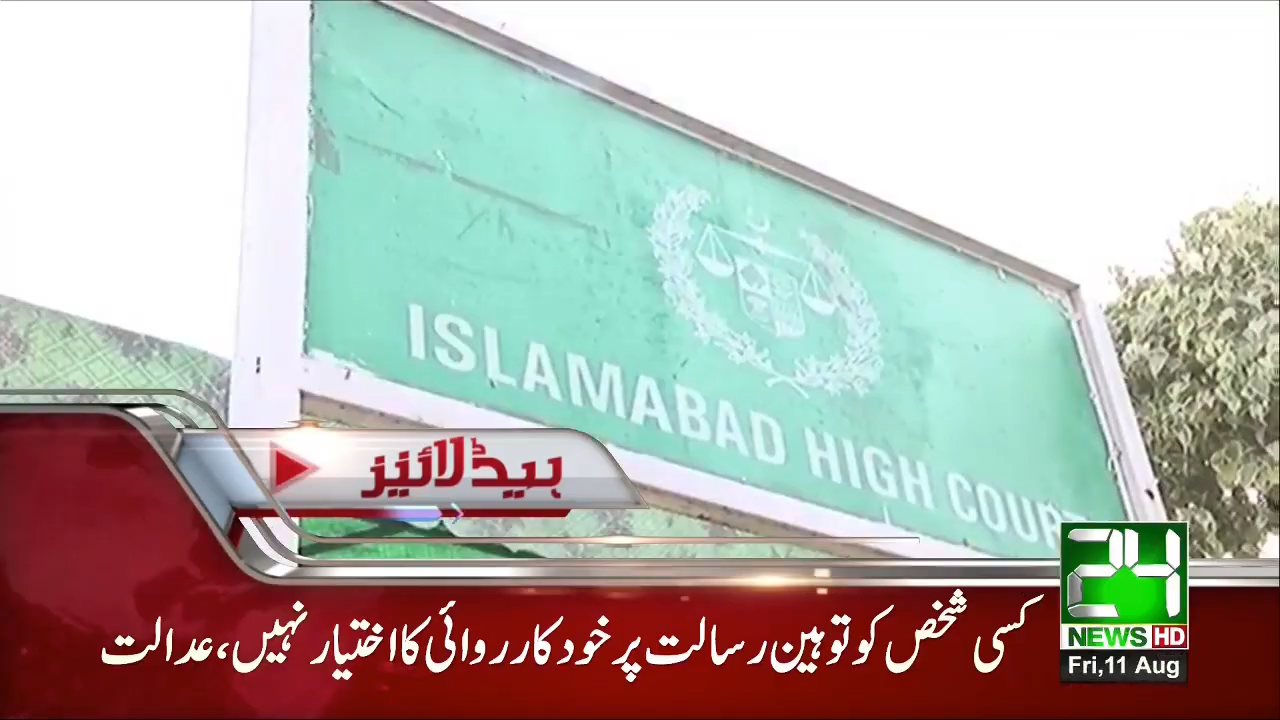 ISLAMABAD HIGH COURT
ہیڈلائنز
کسی شخص کو توہین رسالت پر خود کارروائی کا اختیار نہیں، عدالت
24
NEWS HD
Fri,11 Aug